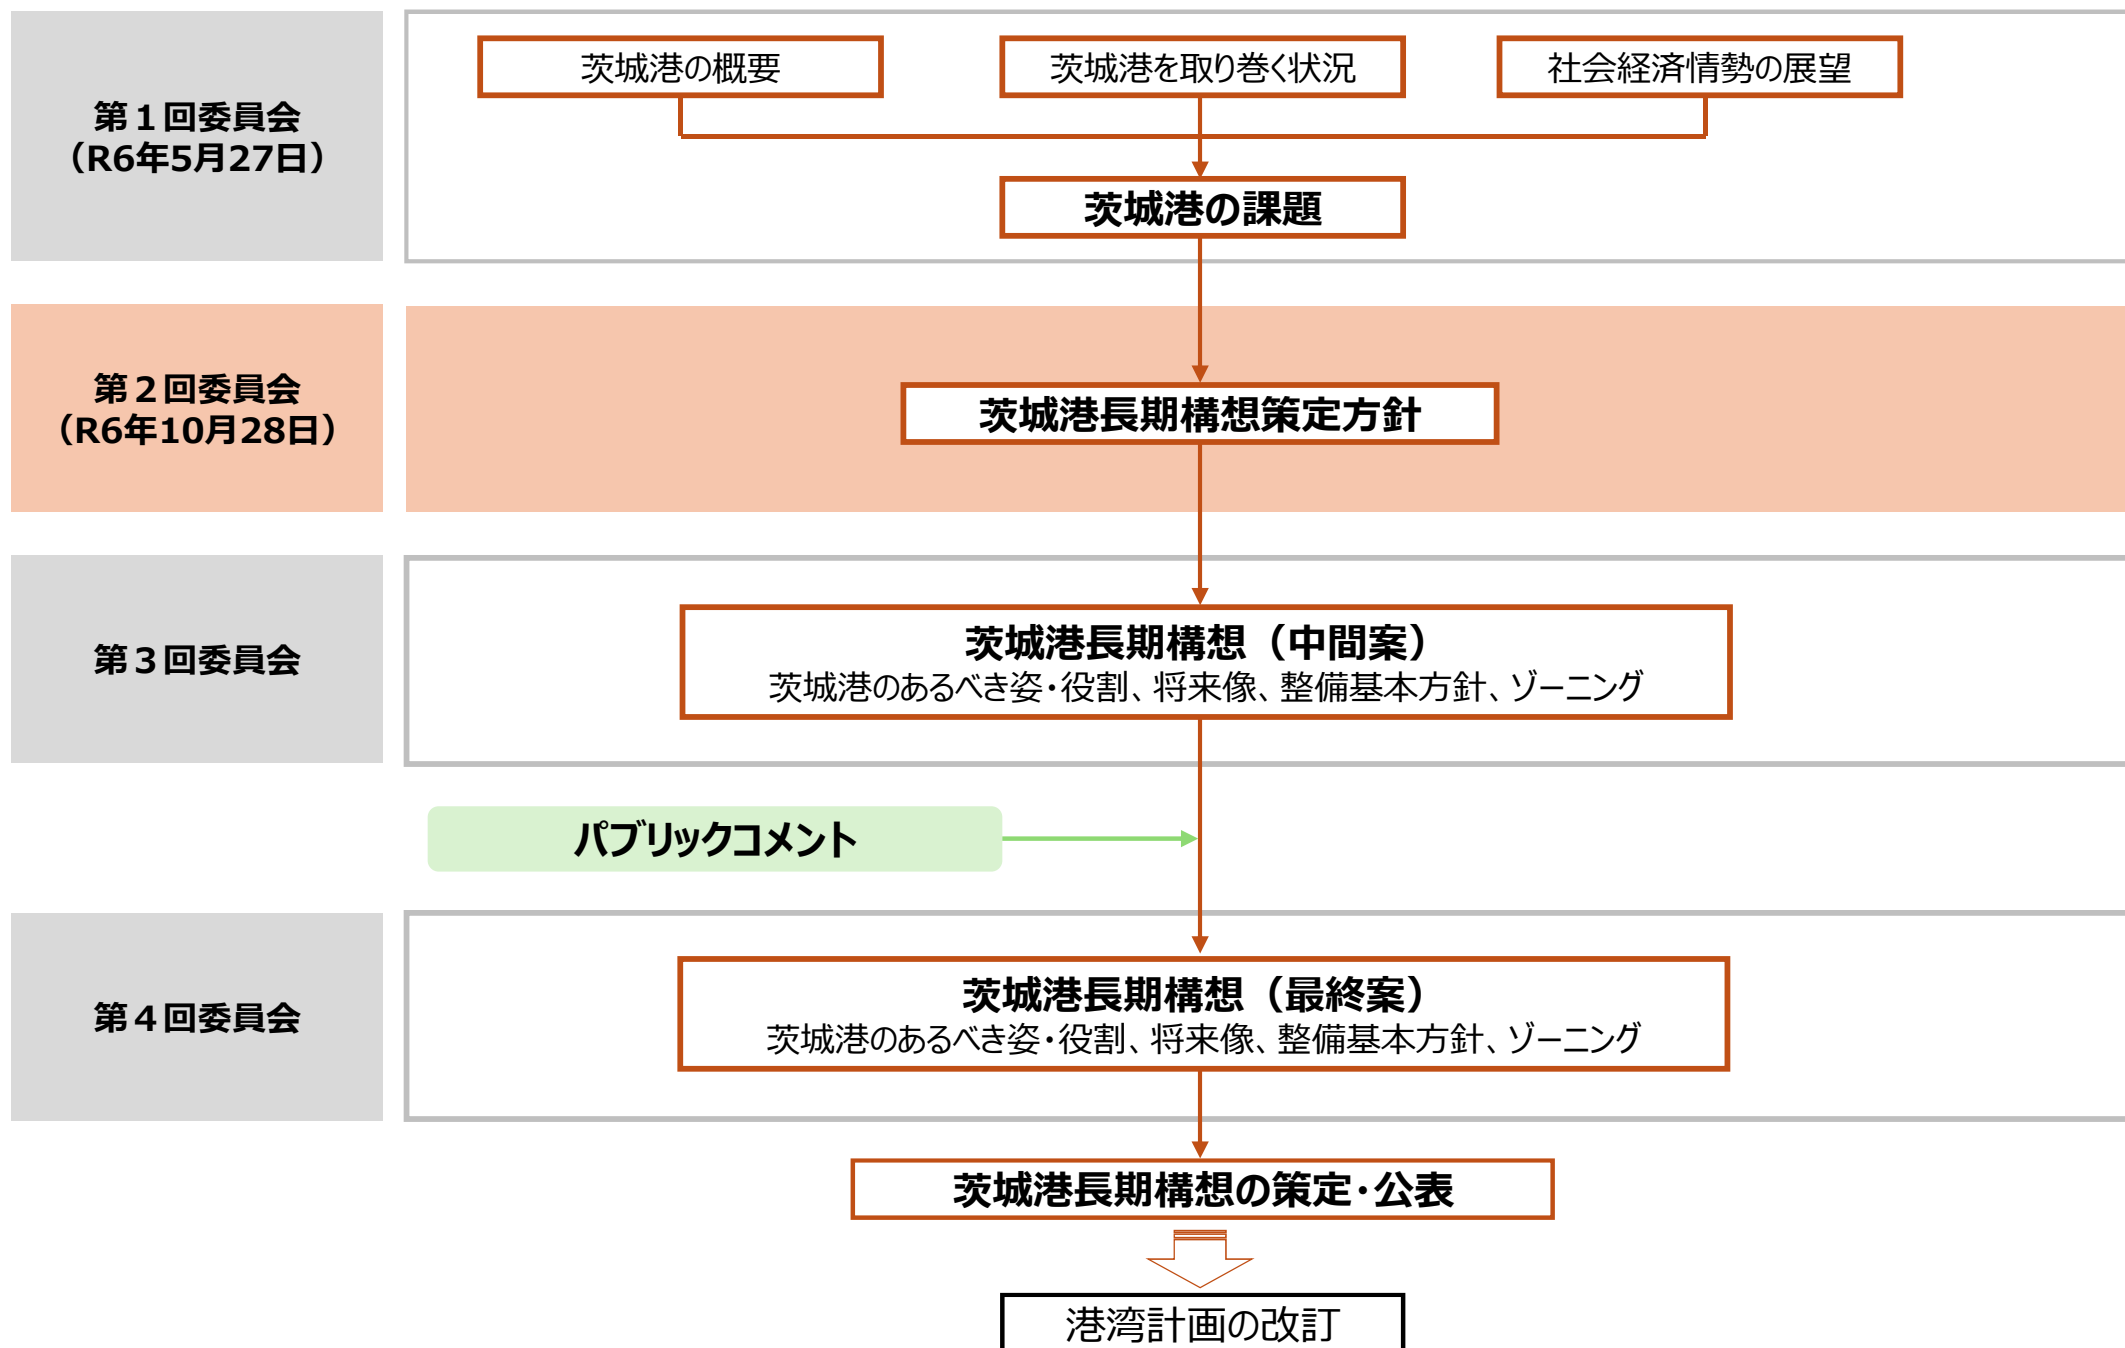 第１回委員会
（R6年5月27日）
茨城港の概要
茨城港を取り巻く状況
社会経済情勢の展望
茨城港の課題
第２回委員会
（R6年10月28日）
茨城港長期構想策定方針
第３回委員会
茨城港長期構想（中間案）
茨城港のあるべき姿・役割、将来像、整備基本方針、ゾーニング
パブリックコメント
第４回委員会
茨城港長期構想（最終案）
茨城港のあるべき姿・役割、将来像、整備基本方針、ゾーニング
茨城港長期構想の策定・公表
港湾計画の改訂